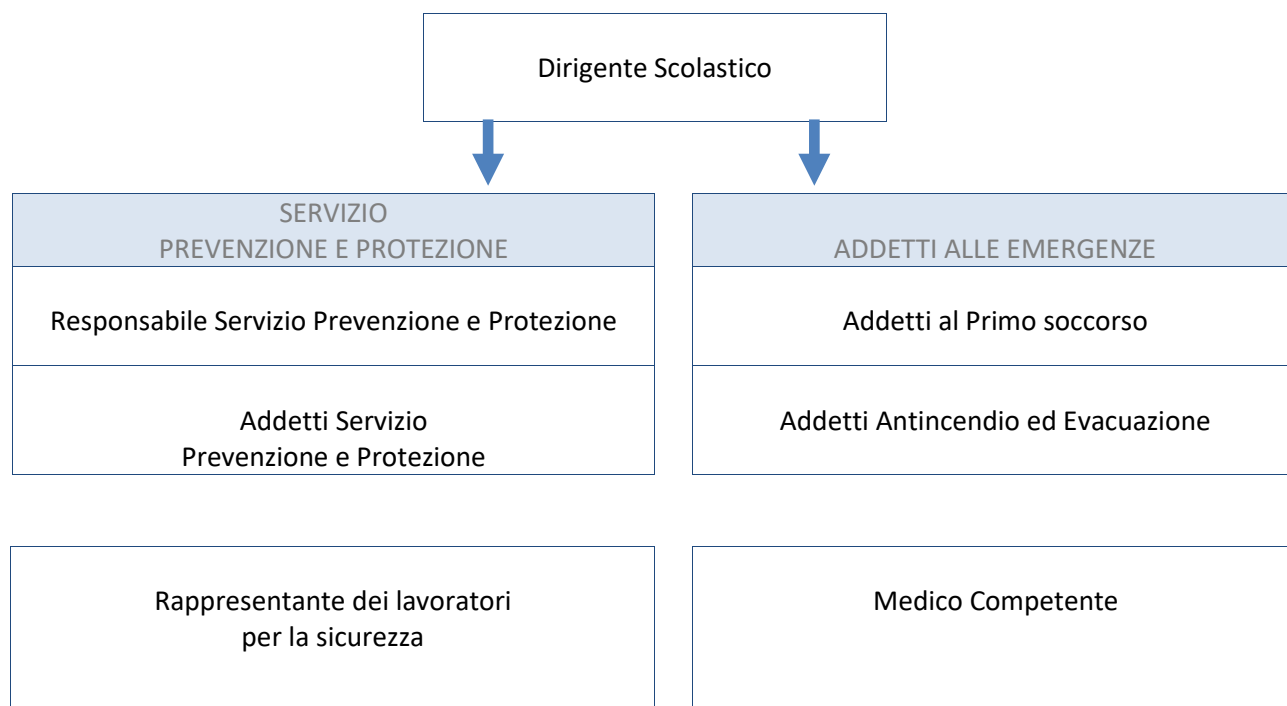 Dirigente Scolastico
SERVIZIO
PREVENZIONE E PROTEZIONE
Responsabile Servizio Prevenzione e Protezione
Addetti Servizio
Prevenzione e Protezione
ADDETTI ALLE EMERGENZE
Addetti al Primo soccorso
Addetti Antincendio ed Evacuazione
Rappresentante dei lavoratori
per la sicurezza
Medico Competente